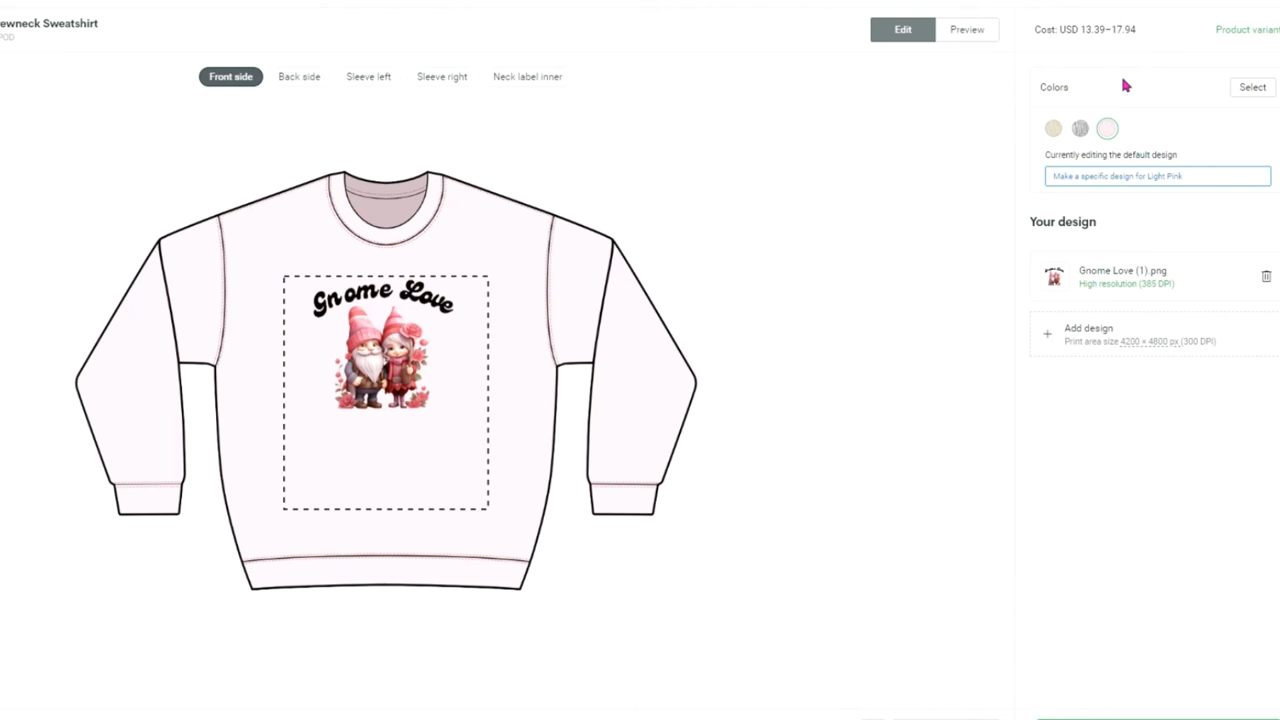 ewneck Sweatshirt
POD
Edit
Preview
Cost: USD 13.39–17.94
Product variant
Front side
Back side
Sleeve left
Sleeve right
Neck label inner
Colors
Select
Currently editing the default design
Make a specific design for Light Pink
Your design
Gnome Love (1).png
High resolution (385 DPI)
Add design
Print area size 4200 × 4800 px (300 DPI)
Gnome Love